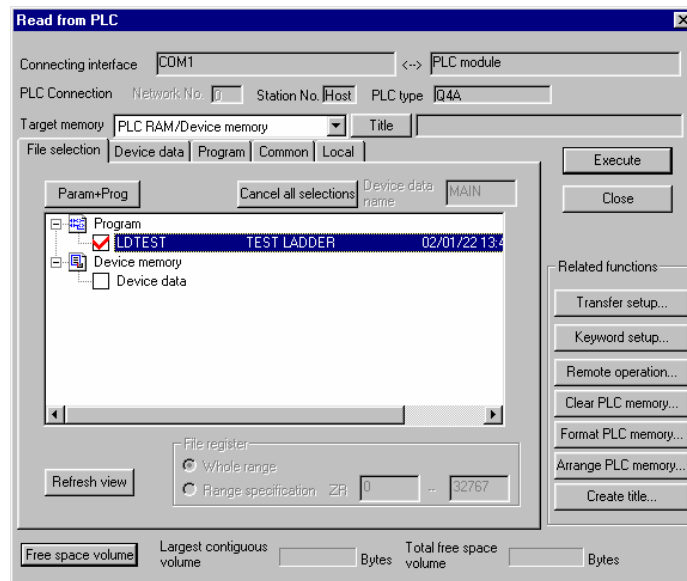 Read from PLC
Connecting interface COM1 <--> PLC module
PLC Connection Network No. 0 Station No. Host PLC type Q4A
Target memory PLC RAM/Device memory Title
File selection Device data Program Common Local
Execute
Param+Prog Cancel all selections Device data name MAIN
Close
Program
LDTEST TEST LADDER 02/01/22 13:4
Device memory
Device data
Related functions
Transfer setup...
Keyword setup...
Remote operation...
Clear PLC memory...
Format PLC memory...
Arrange PLC memory...
Create title...
File register
Whole range
Refresh view
Range specification ZR 0 -- 32767
Free space volume Largest contiguous volume Bytes Total free space volume Bytes